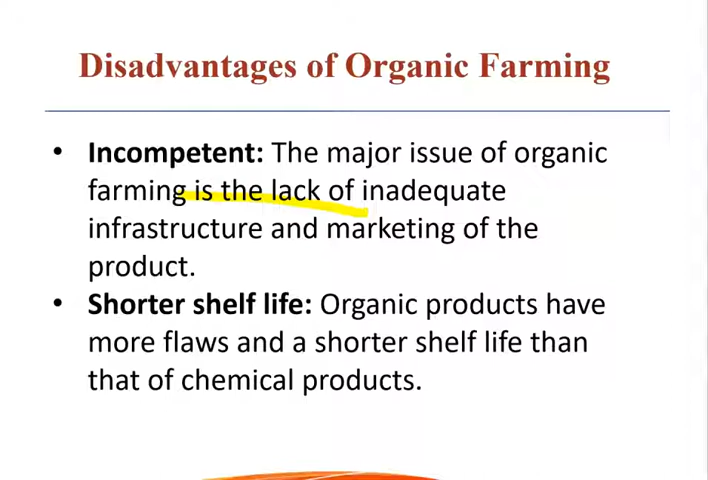 Disadvantages of Organic Farming
• Incompetent: The major issue of organic
farming is the lack of inadequate
infrastructure and marketing of the
product.
• Shorter shelf life: Organic products have
more flaws and a shorter shelf life than
that of chemical products.